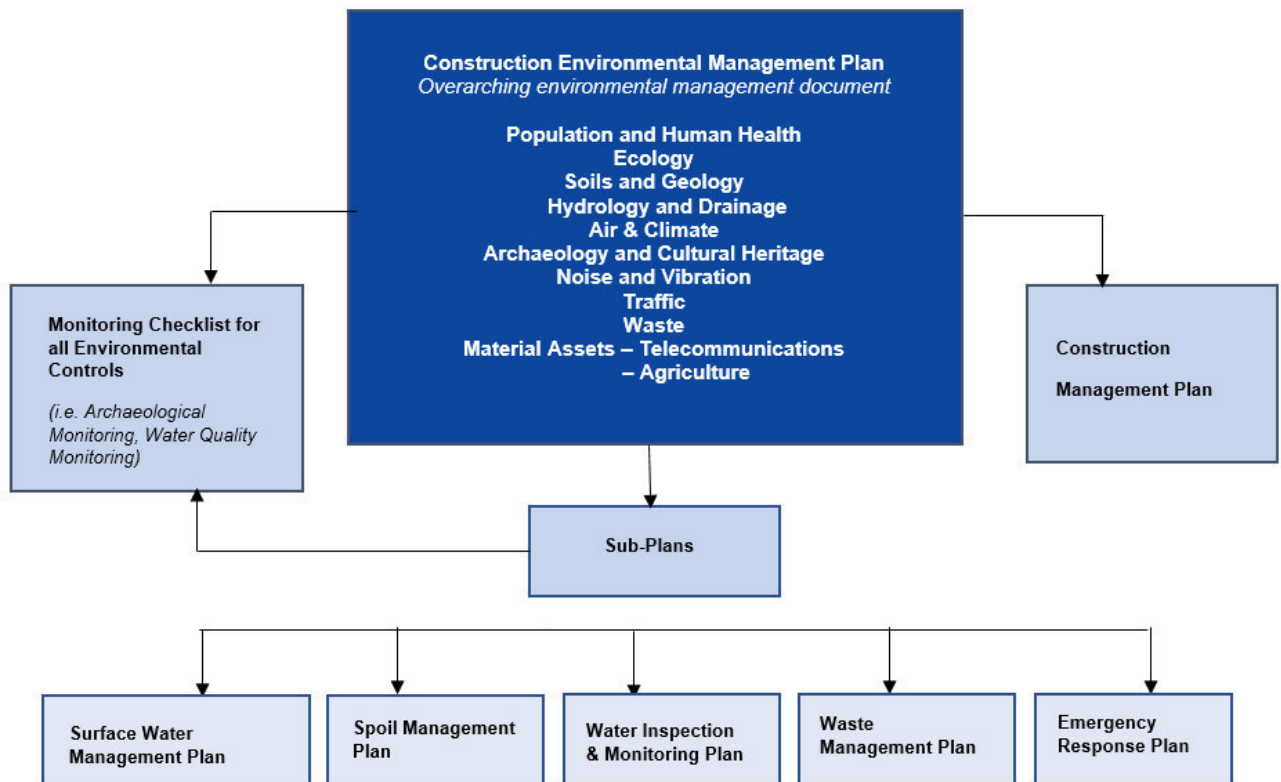 Construction Environmental Management Plan
Overarching environmental management document
Population and Human Health
Ecology
Soils and Geology
Hydrology and Drainage
Air & Climate
Archaeology and Cultural Heritage
Noise and Vibration
Traffic
Waste
Material Assets – Telecommunications
– Agriculture
Monitoring Checklist for
all Environmental
Controls
(i.e. Archaeological
Monitoring, Water Quality
Monitoring)
Construction
Management Plan
Sub-Plans
Surface Water
Management Plan
Spoil Management
Plan
Water Inspection
& Monitoring Plan
Waste
Management Plan
Emergency
Response Plan